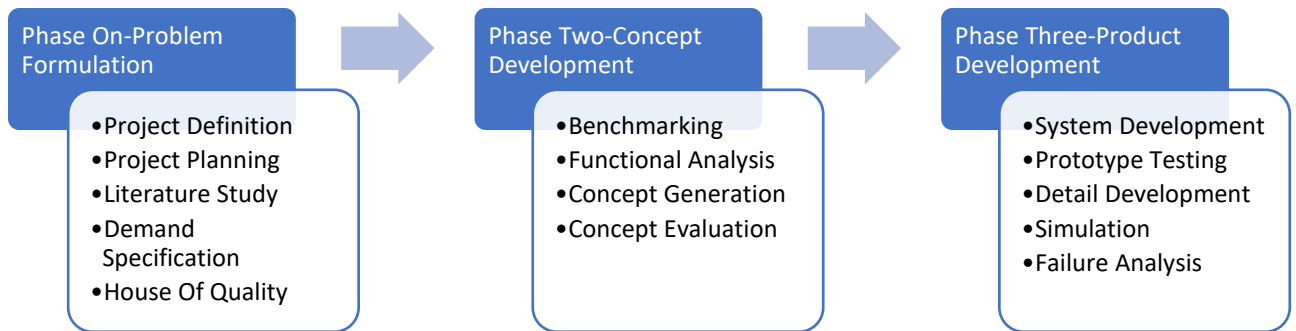 Phase On-Problem
Formulation
•Project Definition
•Project Planning
•Literature Study
•Demand
Specification
•House Of Quality
Phase Two-Concept
Development
•Benchmarking
•Functional Analysis
•Concept Generation
•Concept Evaluation
Phase Three-Product
Development
•System Development
•Prototype Testing
•Detail Development
•Simulation
•Failure Analysis